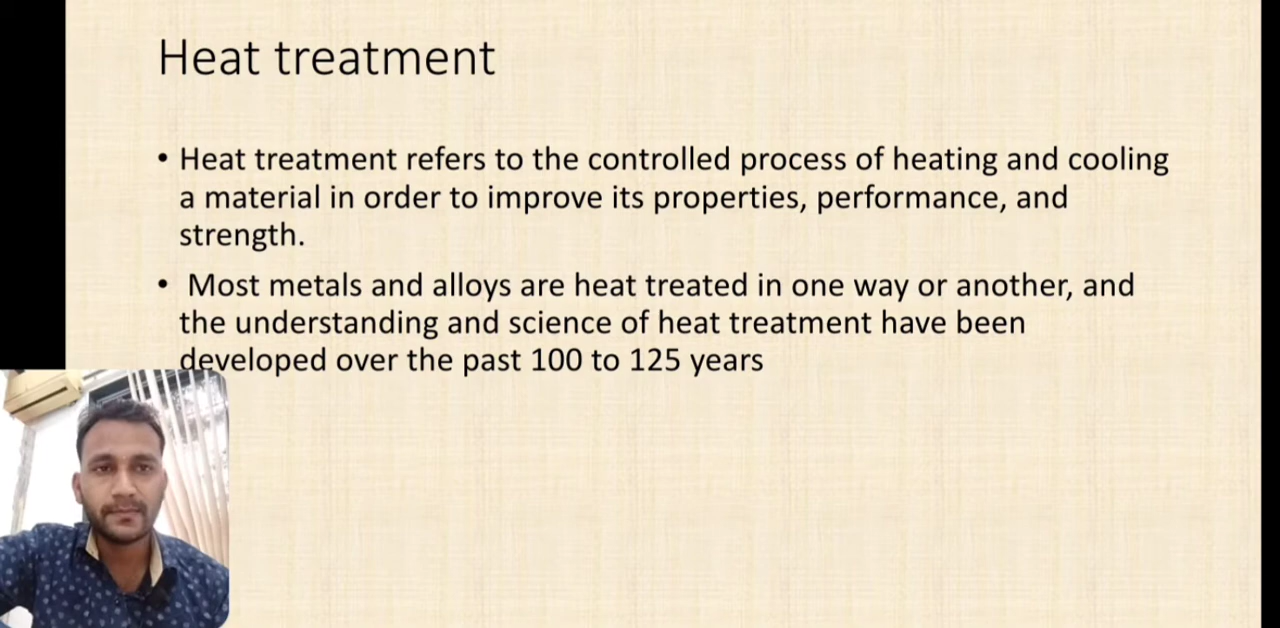 Heat treatment
• Heat treatment refers to the controlled process of heating and cooling
a material in order to improve its properties, performance, and
strength.
• Most metals and alloys are heat treated in one way or another, and
the understanding and science of heat treatment have been
developed over the past 100 to 125 years